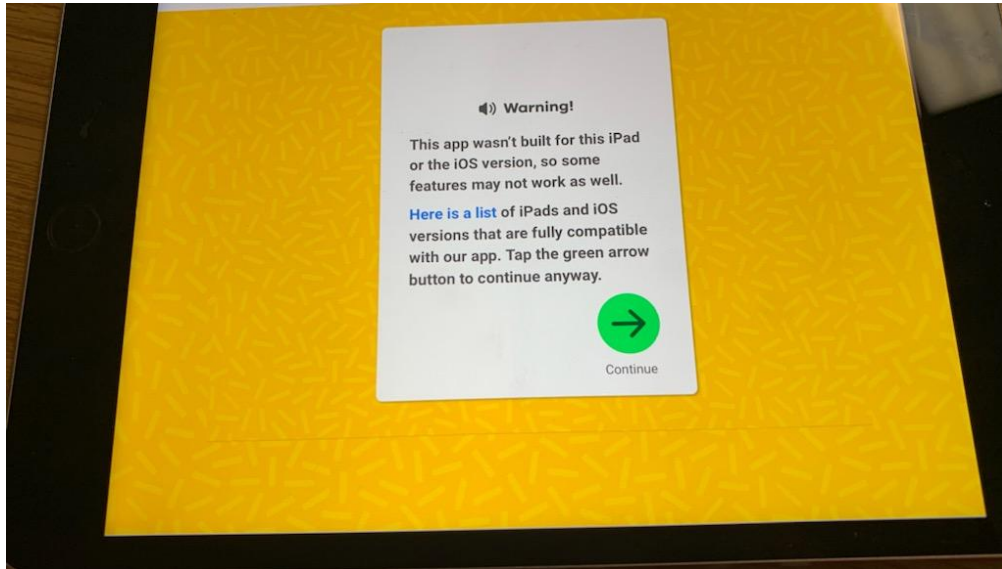 Warning!
This app wasn't built for this iPad
or the iOS version, so some
features may not work as well.
Here is a list of iPads and iOS
versions that are fully compatible
with our app. Tap the green arrow
button to continue anyway.
Continue